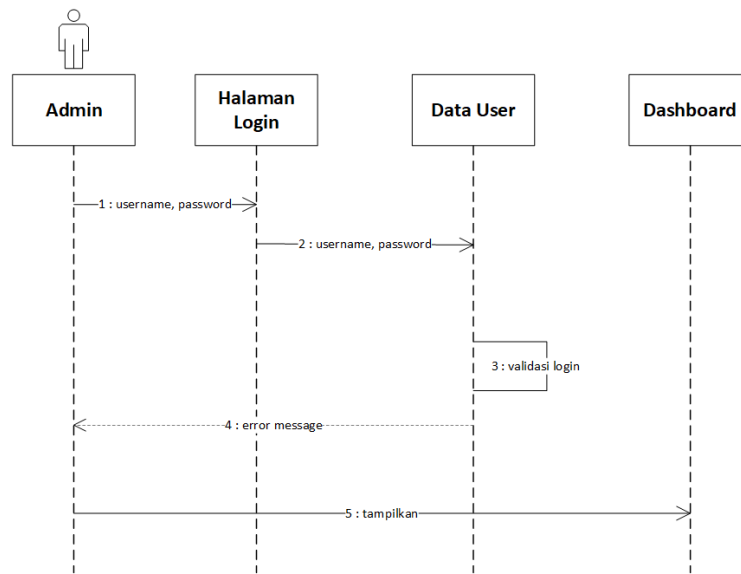 Admin
Halaman
Login
Data User
Dashboard
1 : username, password
2 : username, password
3 : validasi login
4 : error message
5 : tampilkan